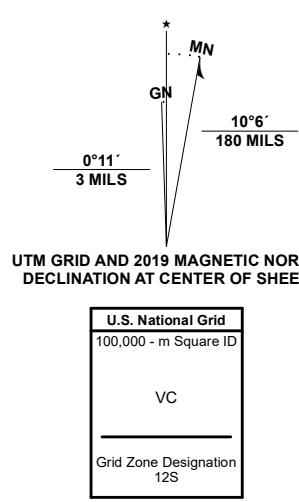 ★
MN
GN
10°6´
180 MILS
0°11´
3 MILS
UTM GRID AND 2019 MAGNETIC NOR
DECLINATION AT CENTER OF SHEE
U.S. National Grid
100,000 - m Square ID
VC
Grid Zone Designation
12S